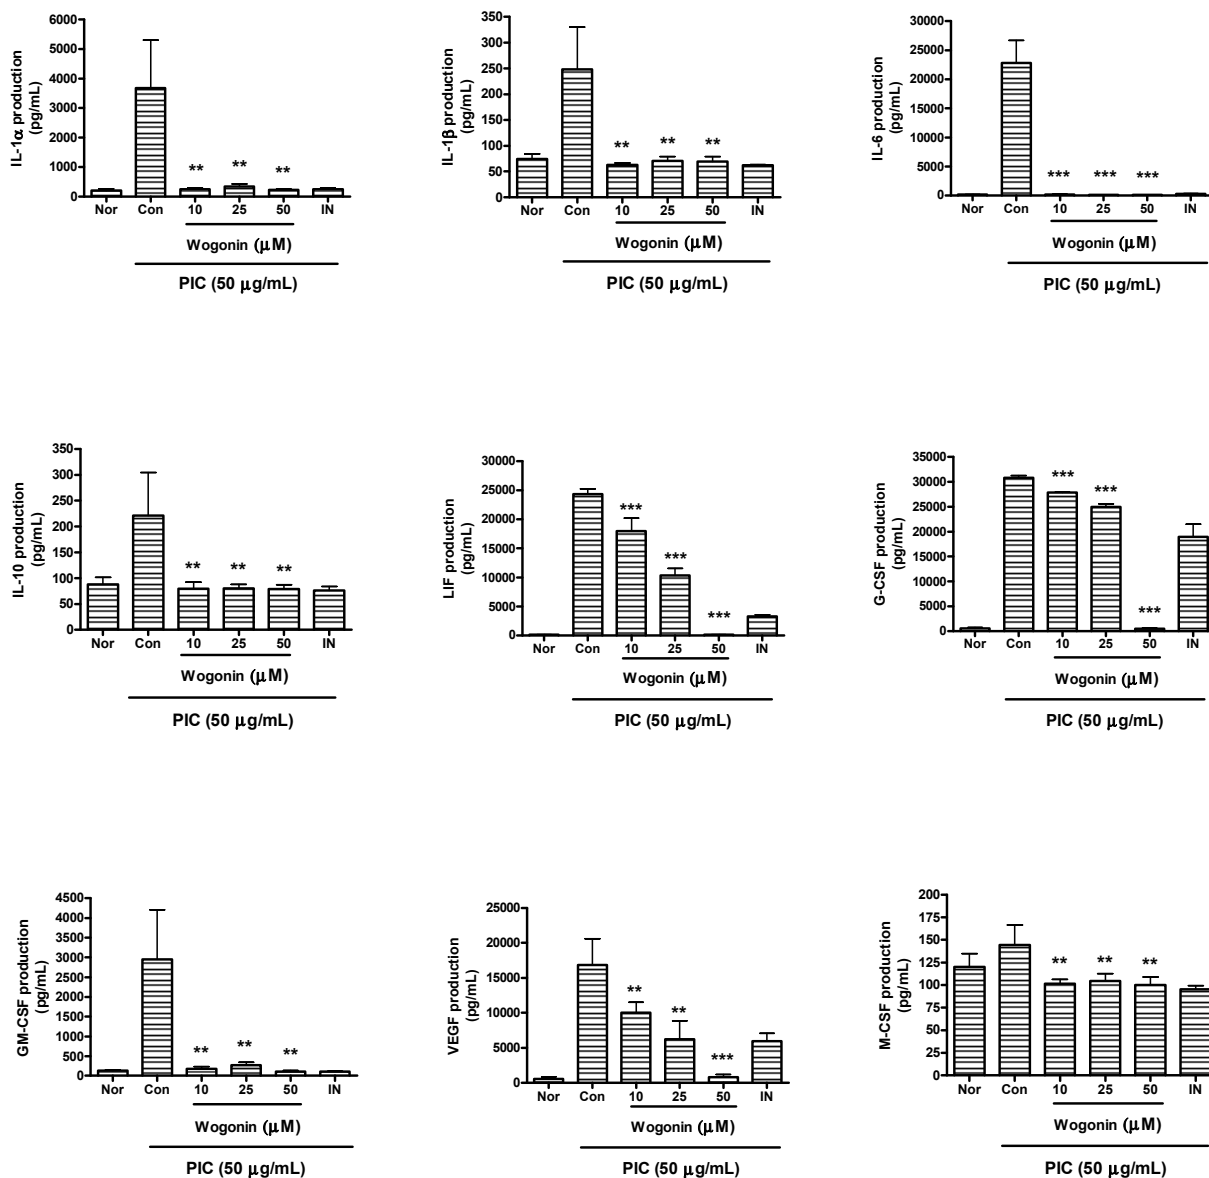 IL-1α production
(pg/mL)
6000
5000
4000
3000
2000
1000
0
** ** **
Nor Con 10 25 50 IN
Wogonin (μM)
PIC (50 μg/mL)
IL-1β production
(pg/mL)
350
300
250
200
150
100
50
0
** ** **
Nor Con 10 25 50 IN
Wogonin (μM)
PIC (50 μg/mL)
IL-6 production
(pg/mL)
30000
25000
20000
15000
10000
5000
0
*** *** ***
Nor Con 10 25 50 IN
Wogonin (μM)
PIC (50 μg/mL)
IL-10 production
(pg/mL)
350
300
250
200
150
100
50
0
** ** **
Nor Con 10 25 50 IN
Wogonin (μM)
PIC (50 μg/mL)
LIF production
(pg/mL)
30000
25000
20000
15000
10000
5000
0
*** *** ***
Nor Con 10 25 50 IN
Wogonin (μM)
PIC (50 μg/mL)
G-CSF production
(pg/mL)
35000
30000
25000
20000
15000
10000
5000
0
*** *** ***
Nor Con 10 25 50 IN
Wogonin (μM)
PIC (50 μg/mL)
GM-CSF production
(pg/mL)
4500
4000
3500
3000
2500
2000
1500
1000
500
0
** ** **
Nor Con 10 25 50 IN
Wogonin (μM)
PIC (50 μg/mL)
VEGF production
(pg/mL)
25000
20000
15000
10000
5000
0
** ** ***
Nor Con 10 25 50 IN
Wogonin (μM)
PIC (50 μg/mL)
M-CSF production
(pg/mL)
200
175
150
125
100
75
50
25
0
** ** **
Nor Con 10 25 50 IN
Wogonin (μM)
PIC (50 μg/mL)